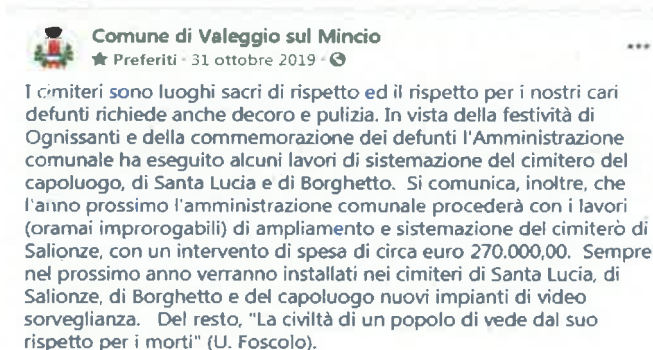 Comune di Valeggio sul Mincio
Preferiti · 31 ottobre 2019 ·
I cimiteri sono luoghi sacri di rispetto ed il rispetto per i nostri cari
defunti richiede anche decoro e pulizia. In vista della festività di
Ognissanti e della commemorazione dei defunti l'Amministrazione
comunale ha eseguito alcuni lavori di sistemazione del cimitero del
capoluogo, di Santa Lucia e di Borghetto. Si comunica, inoltre, che
l'anno prossimo l'amministrazione comunale procederà con i lavori
(oramai improrogabili) di ampliamento e sistemazione del cimitero di
Salionze, con un intervento di spesa di circa euro 270.000,00. Sempre
nel prossimo anno verranno installati nei cimiteri di Santa Lucia, di
Salionze, di Borghetto e del capoluogo nuovi impianti di video
sorveglianza. Del resto, "La civiltà di un popolo di vede dal suo
rispetto per i morti" (U. Foscolo).